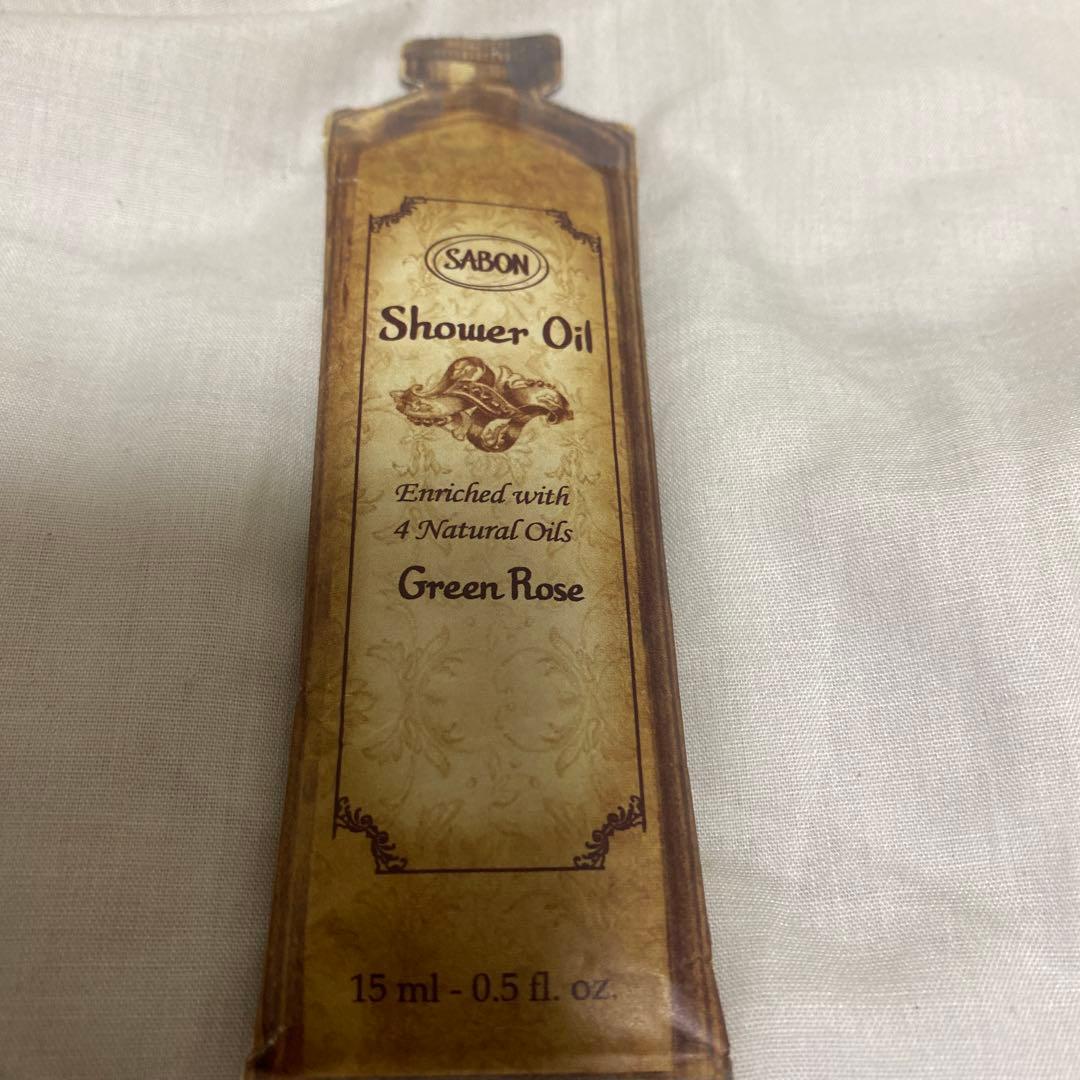 SABON
Shower Oil
Enriched with
4 Natural Oils
Green Rose
15 ml - 0.5 fl. oz.